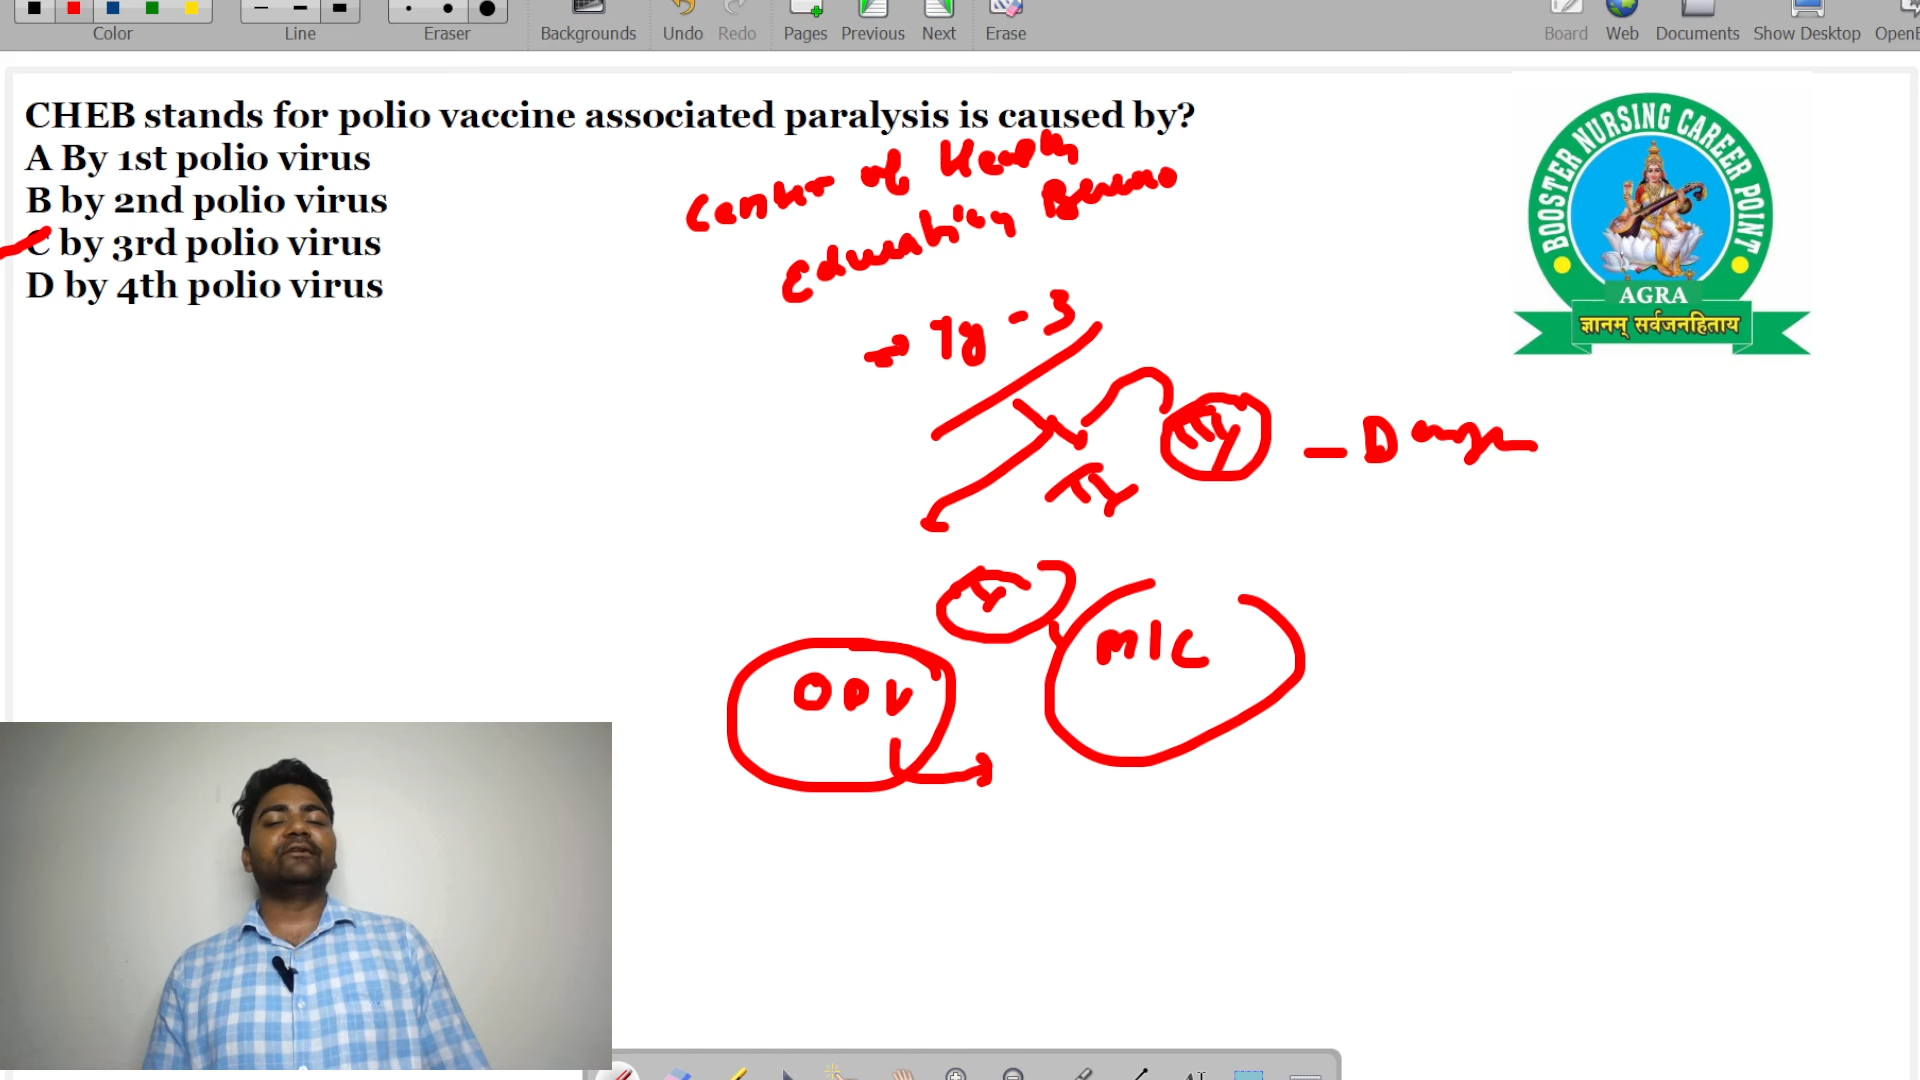 Color
Line
Eraser
Backgrounds
Undo
Redo
Pages
Previous
Next
Erase
Board
Web
Documents
Show Desktop
CHEB stands for polio vaccine associated paralysis is caused by?
A By 1st polio virus
B by 2nd polio virus
C by 3rd polio virus
D by 4th polio virus
BOOSTER NURSING CAREER POINT
AGRA
ज्ञानम् सर्वजनहिताय
of Health
Education
Ty - 3
OPV
MIC